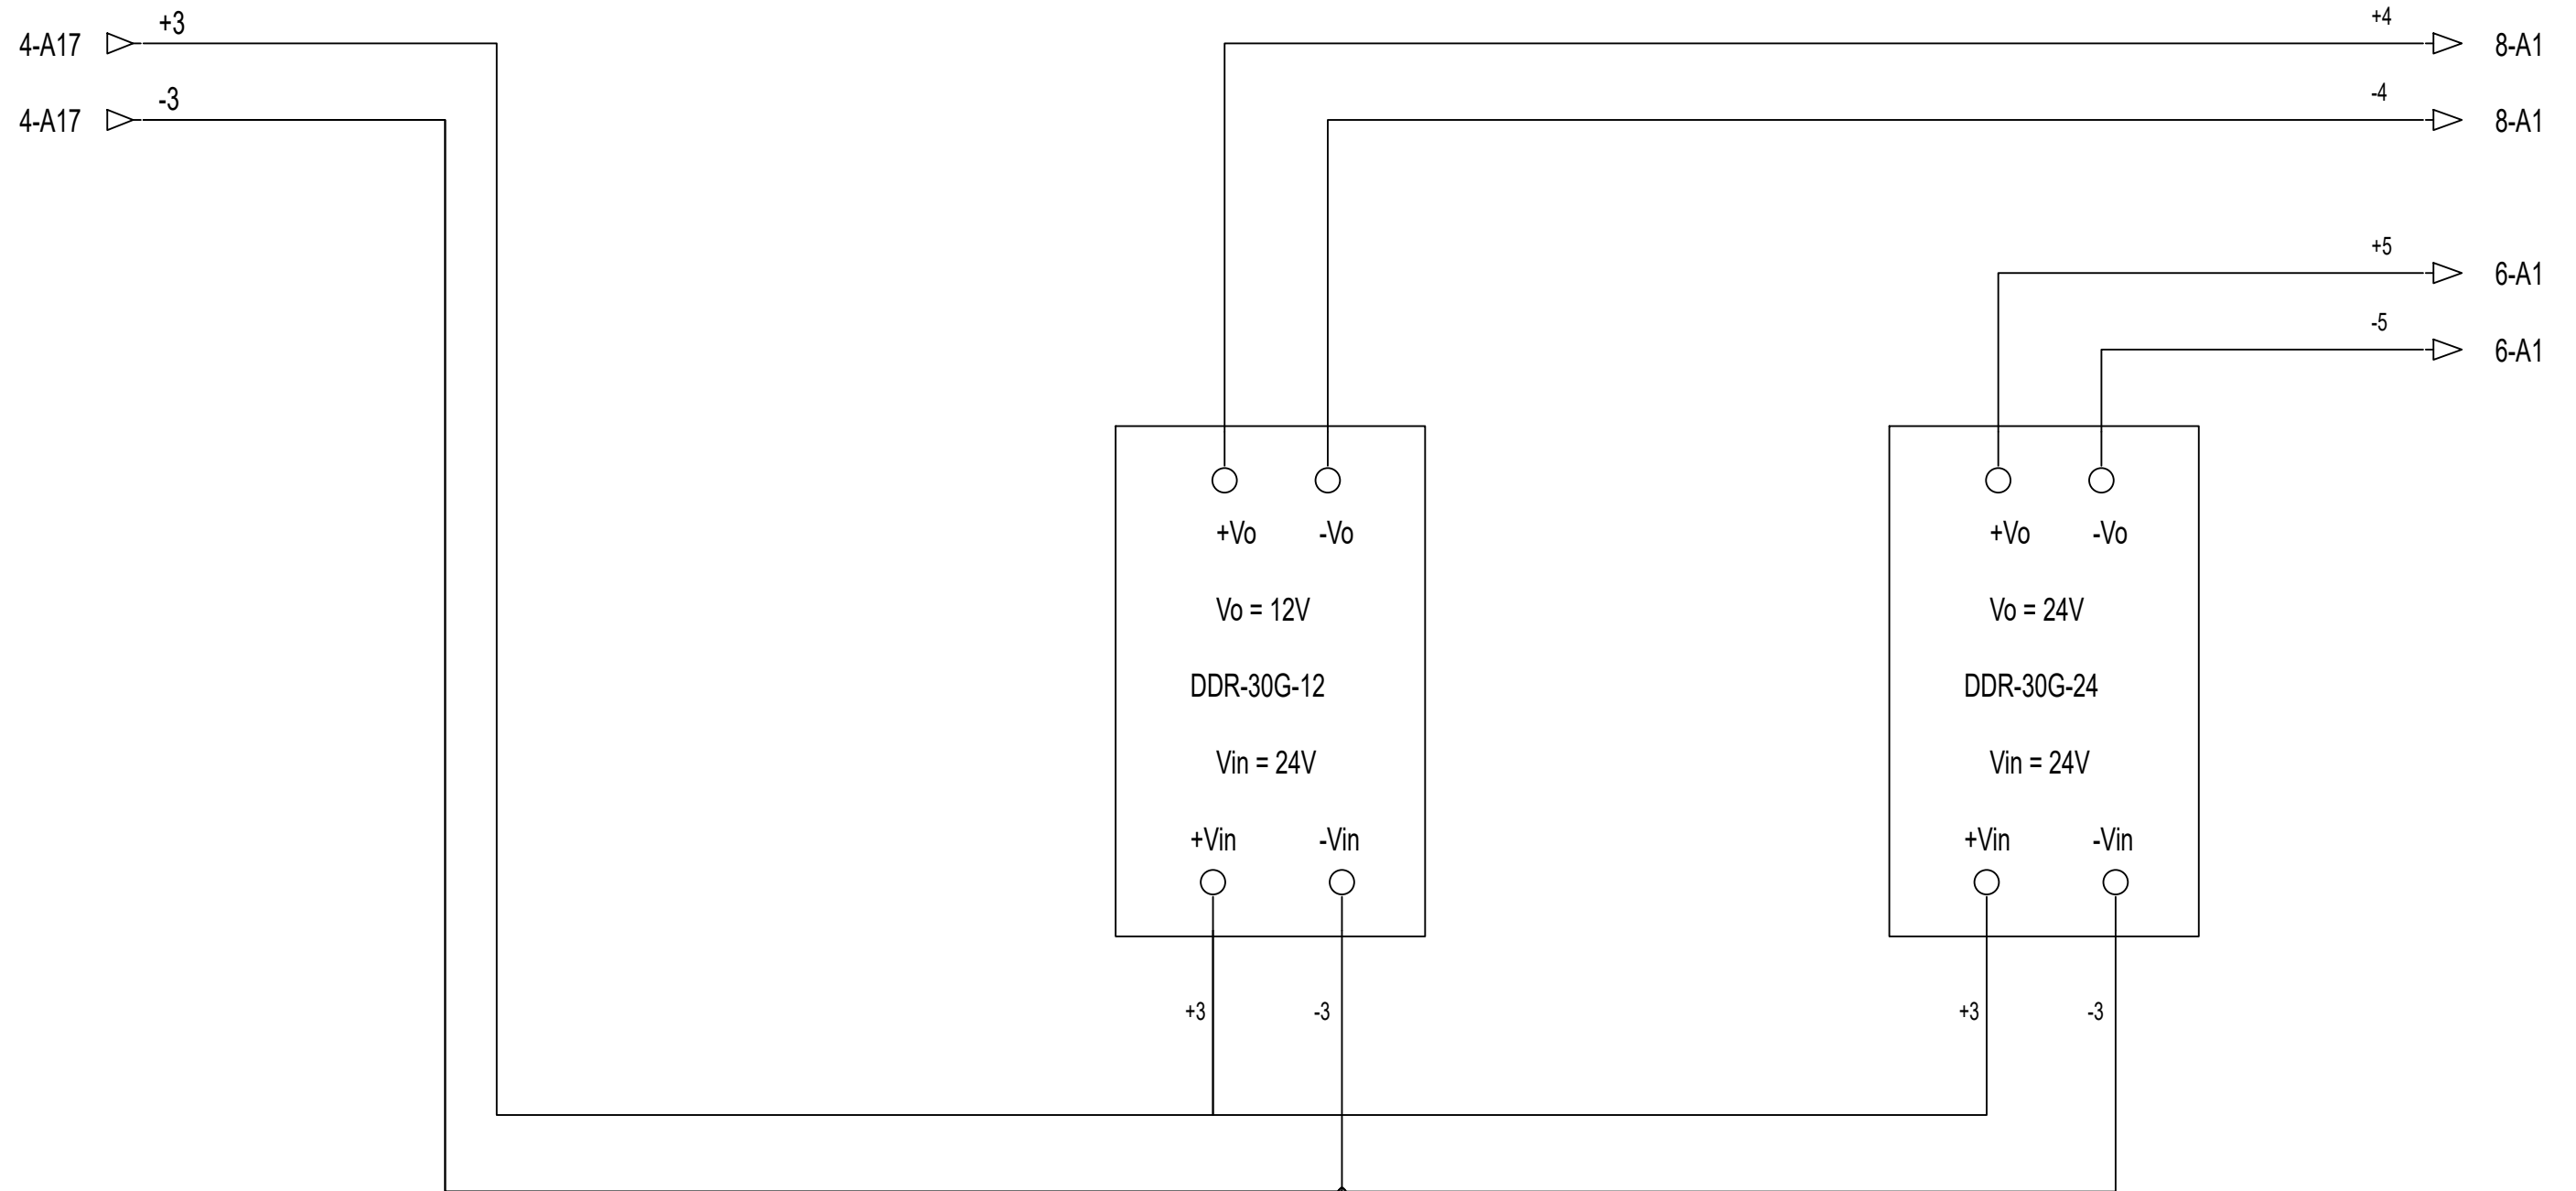 +3
4-A17
-3
4-A17
+4
8-A1
-4
8-A1
+5
6-A1
-5
6-A1
+Vo -Vo
Vo = 12V
DDR-30G-12
Vin = 24V
+Vin -Vin
+3 -3
+Vo -Vo
Vo = 24V
DDR-30G-24
Vin = 24V
+Vin -Vin
+3 -3